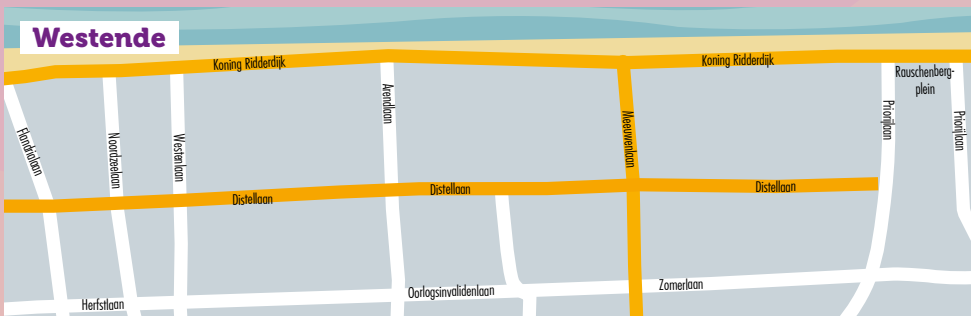 Westende
Koning Ridderdijk
Koning Ridderdijk
Rauschenberg-
plein
Flandrialaan
Noordzeelaan
Westenlaan
Arendlaan
Meeuwenlaan
Priorijlaan
Priorijlaan
Distellaan
Distellaan
Distellaan
Herfstlaan
Oorlogsinvalidenlaan
Zomerlaan